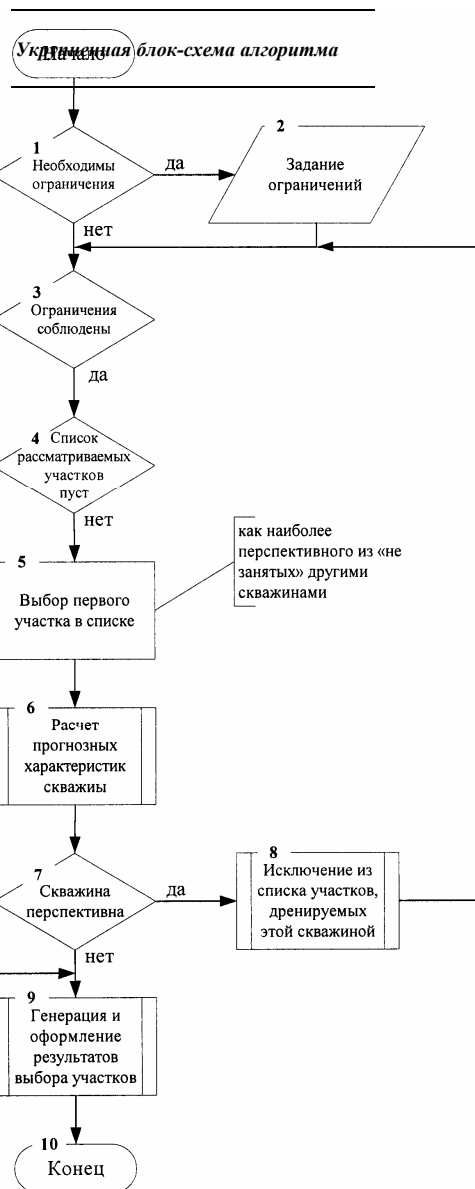 Укрупненная блок-схема алгоритма
Начало
1
Необходимы
ограничения
да
2
Задание
ограничений
нет
3
Ограничения
соблюдены
да
4 Список
рассматриваемых
участков
пуст
нет
5
Выбор первого
участка в списке
как наиболее
перспективного из «не
занятых» другими
скважинами
6
Расчет
прогнозных
характеристик
скважины
7
Скважина
перспективна
да
8
Исключение из
списка участков,
дренируемых
этой скважиной
нет
9
Генерация и
оформление
результатов
выбора участков
10
Конец